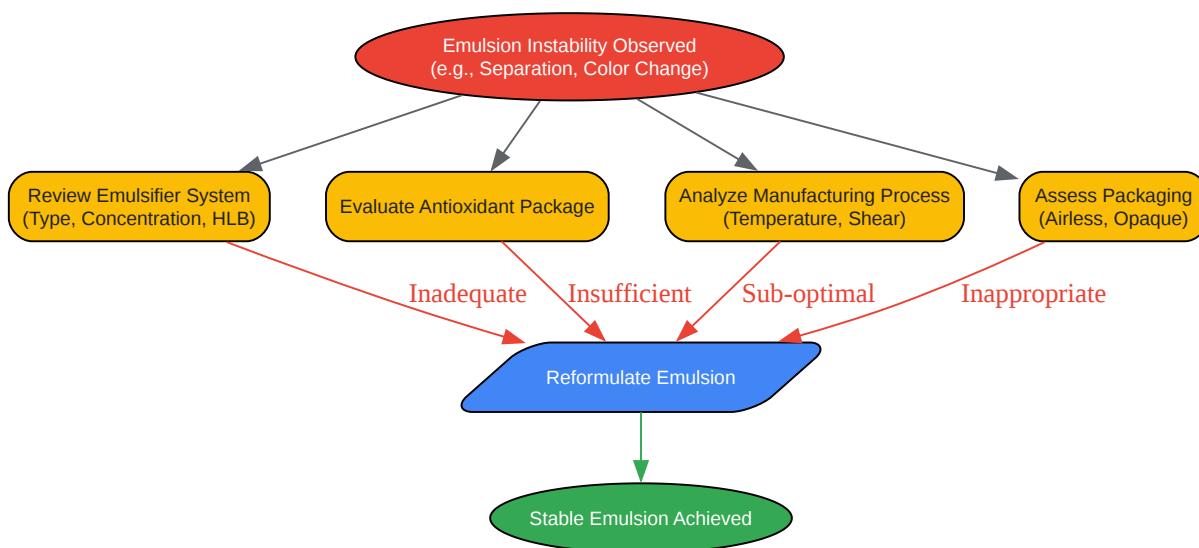 Emulsion Instability Observed
(e.g., Separation, Color Change)
Review Emulsifier System
(Type, Concentration, HLB)
Evaluate Antioxidant Package
Analyze Manufacturing Process
(Temperature, Shear)
Assess Packaging
(Airless, Opaque)
Inadequate
Insufficient
Sub-optimal
Inappropriate
Reformulate Emulsion
Stable Emulsion Achieved